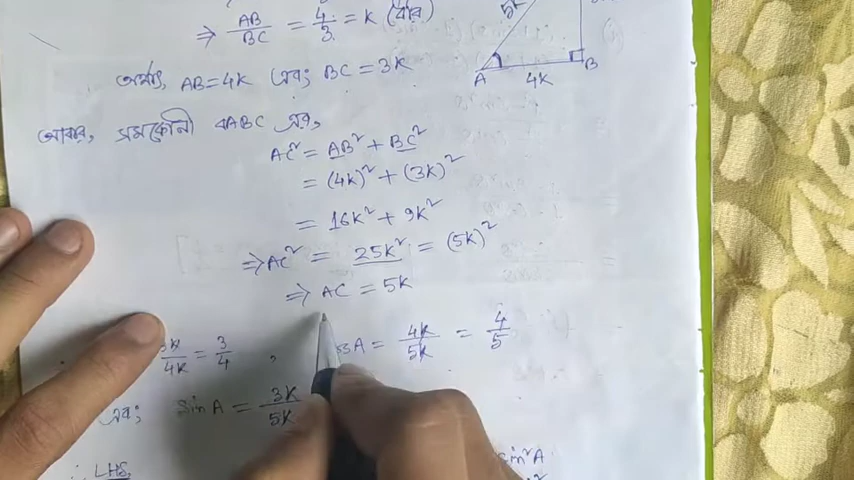 ⇒ AB/BC = 4/3 = K (ধরি)
5K
A 4K B
অর্থাৎ, AB = 4K এবং BC = 3K
আবার, সমকোনী △ABC এর,
AC² = AB² + BC²
= (4K)² + (3K)²
= 16K² + 9K²
⇒ AC² = 25K² = (5K)²
⇒ AC = 5K
/4K = 3/4 , A = 4K/5K = 4/5
এবং sin A = 3K/5K
∴ LHS
sin²A